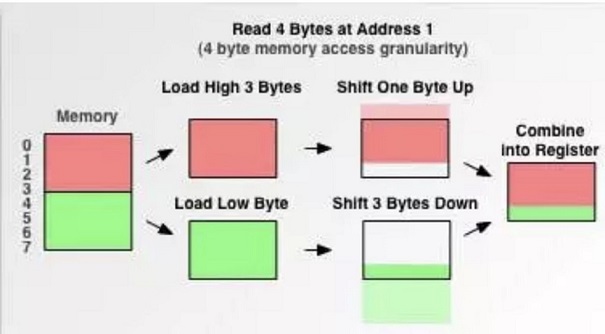 Read 4 Bytes at Address 1
(4 byte memory access granularity)
Load High 3 Bytes
Shift One Byte Up
Memory
Combine
into Register
0
1
2
3
4
5
6
7
Load Low Byte
Shift 3 Bytes Down